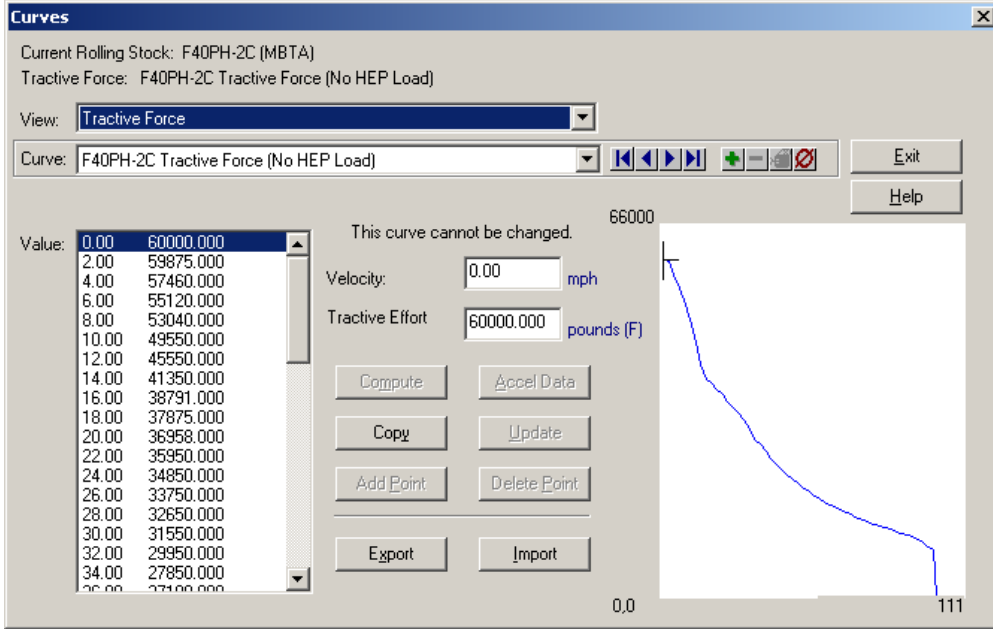 Curves
Current Rolling Stock: F40PH-2C (MBTA)
Tractive Force: F40PH-2C Tractive Force (No HEP Load)
View: Tractive Force
Curve: F40PH-2C Tractive Force (No HEP Load)
Exit
Help
Value:
0.00 60000.000
2.00 59875.000
4.00 57460.000
6.00 55120.000
8.00 53040.000
10.00 49550.000
12.00 45550.000
14.00 41350.000
16.00 38791.000
18.00 37875.000
20.00 36958.000
22.00 35950.000
24.00 34850.000
26.00 33750.000
28.00 32650.000
30.00 31550.000
32.00 29950.000
34.00 27850.000
This curve cannot be changed.
Velocity: 0.00 mph
Tractive Effort 60000.000 pounds (F)
Compute Accel Data
Copy Update
Add Point Delete Point
Export Import
66000
0,0 111